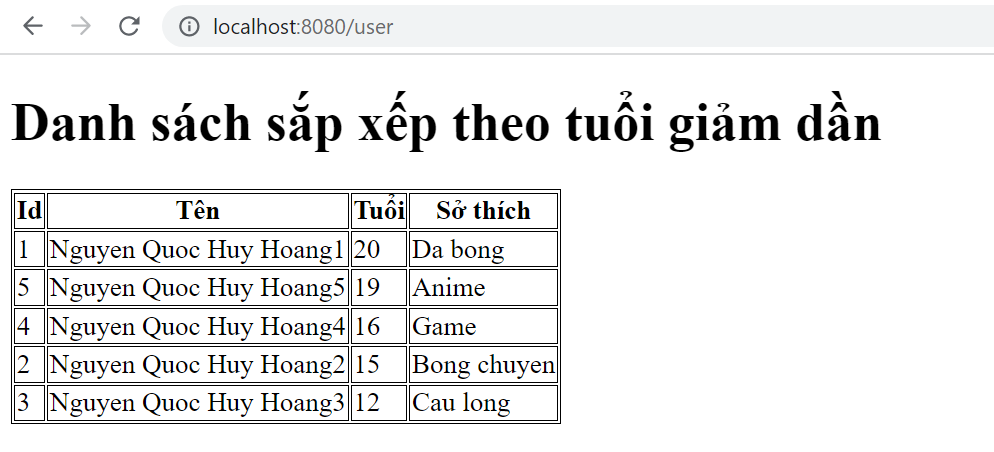 localhost:8080/user
Danh sách sắp xếp theo tuổi giảm dần
Id Tên Tuổi Sở thích
1 Nguyen Quoc Huy Hoang1 20 Da bong
5 Nguyen Quoc Huy Hoang5 19 Anime
4 Nguyen Quoc Huy Hoang4 16 Game
2 Nguyen Quoc Huy Hoang2 15 Bong chuyen
3 Nguyen Quoc Huy Hoang3 12 Cau long